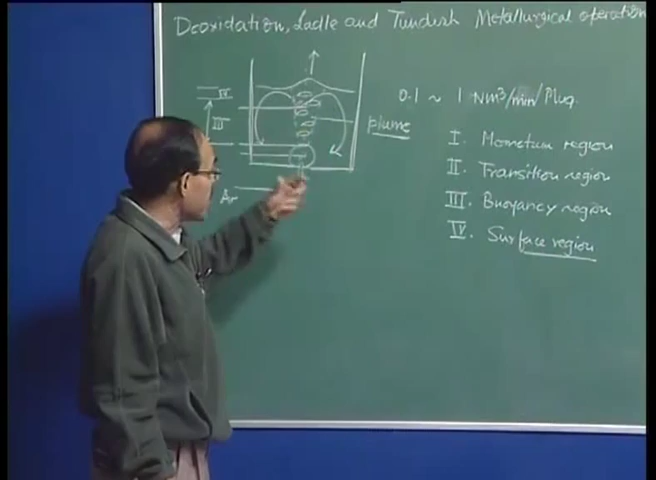 Deoxidation, Ladle and Tundish Metallurgical operation
IV
III
Ar
plume
0.1 ~ 1 Nm³/min/Plug.
I. Mometum region
II. Transition region
III. Buoyancy region
IV. Surface region